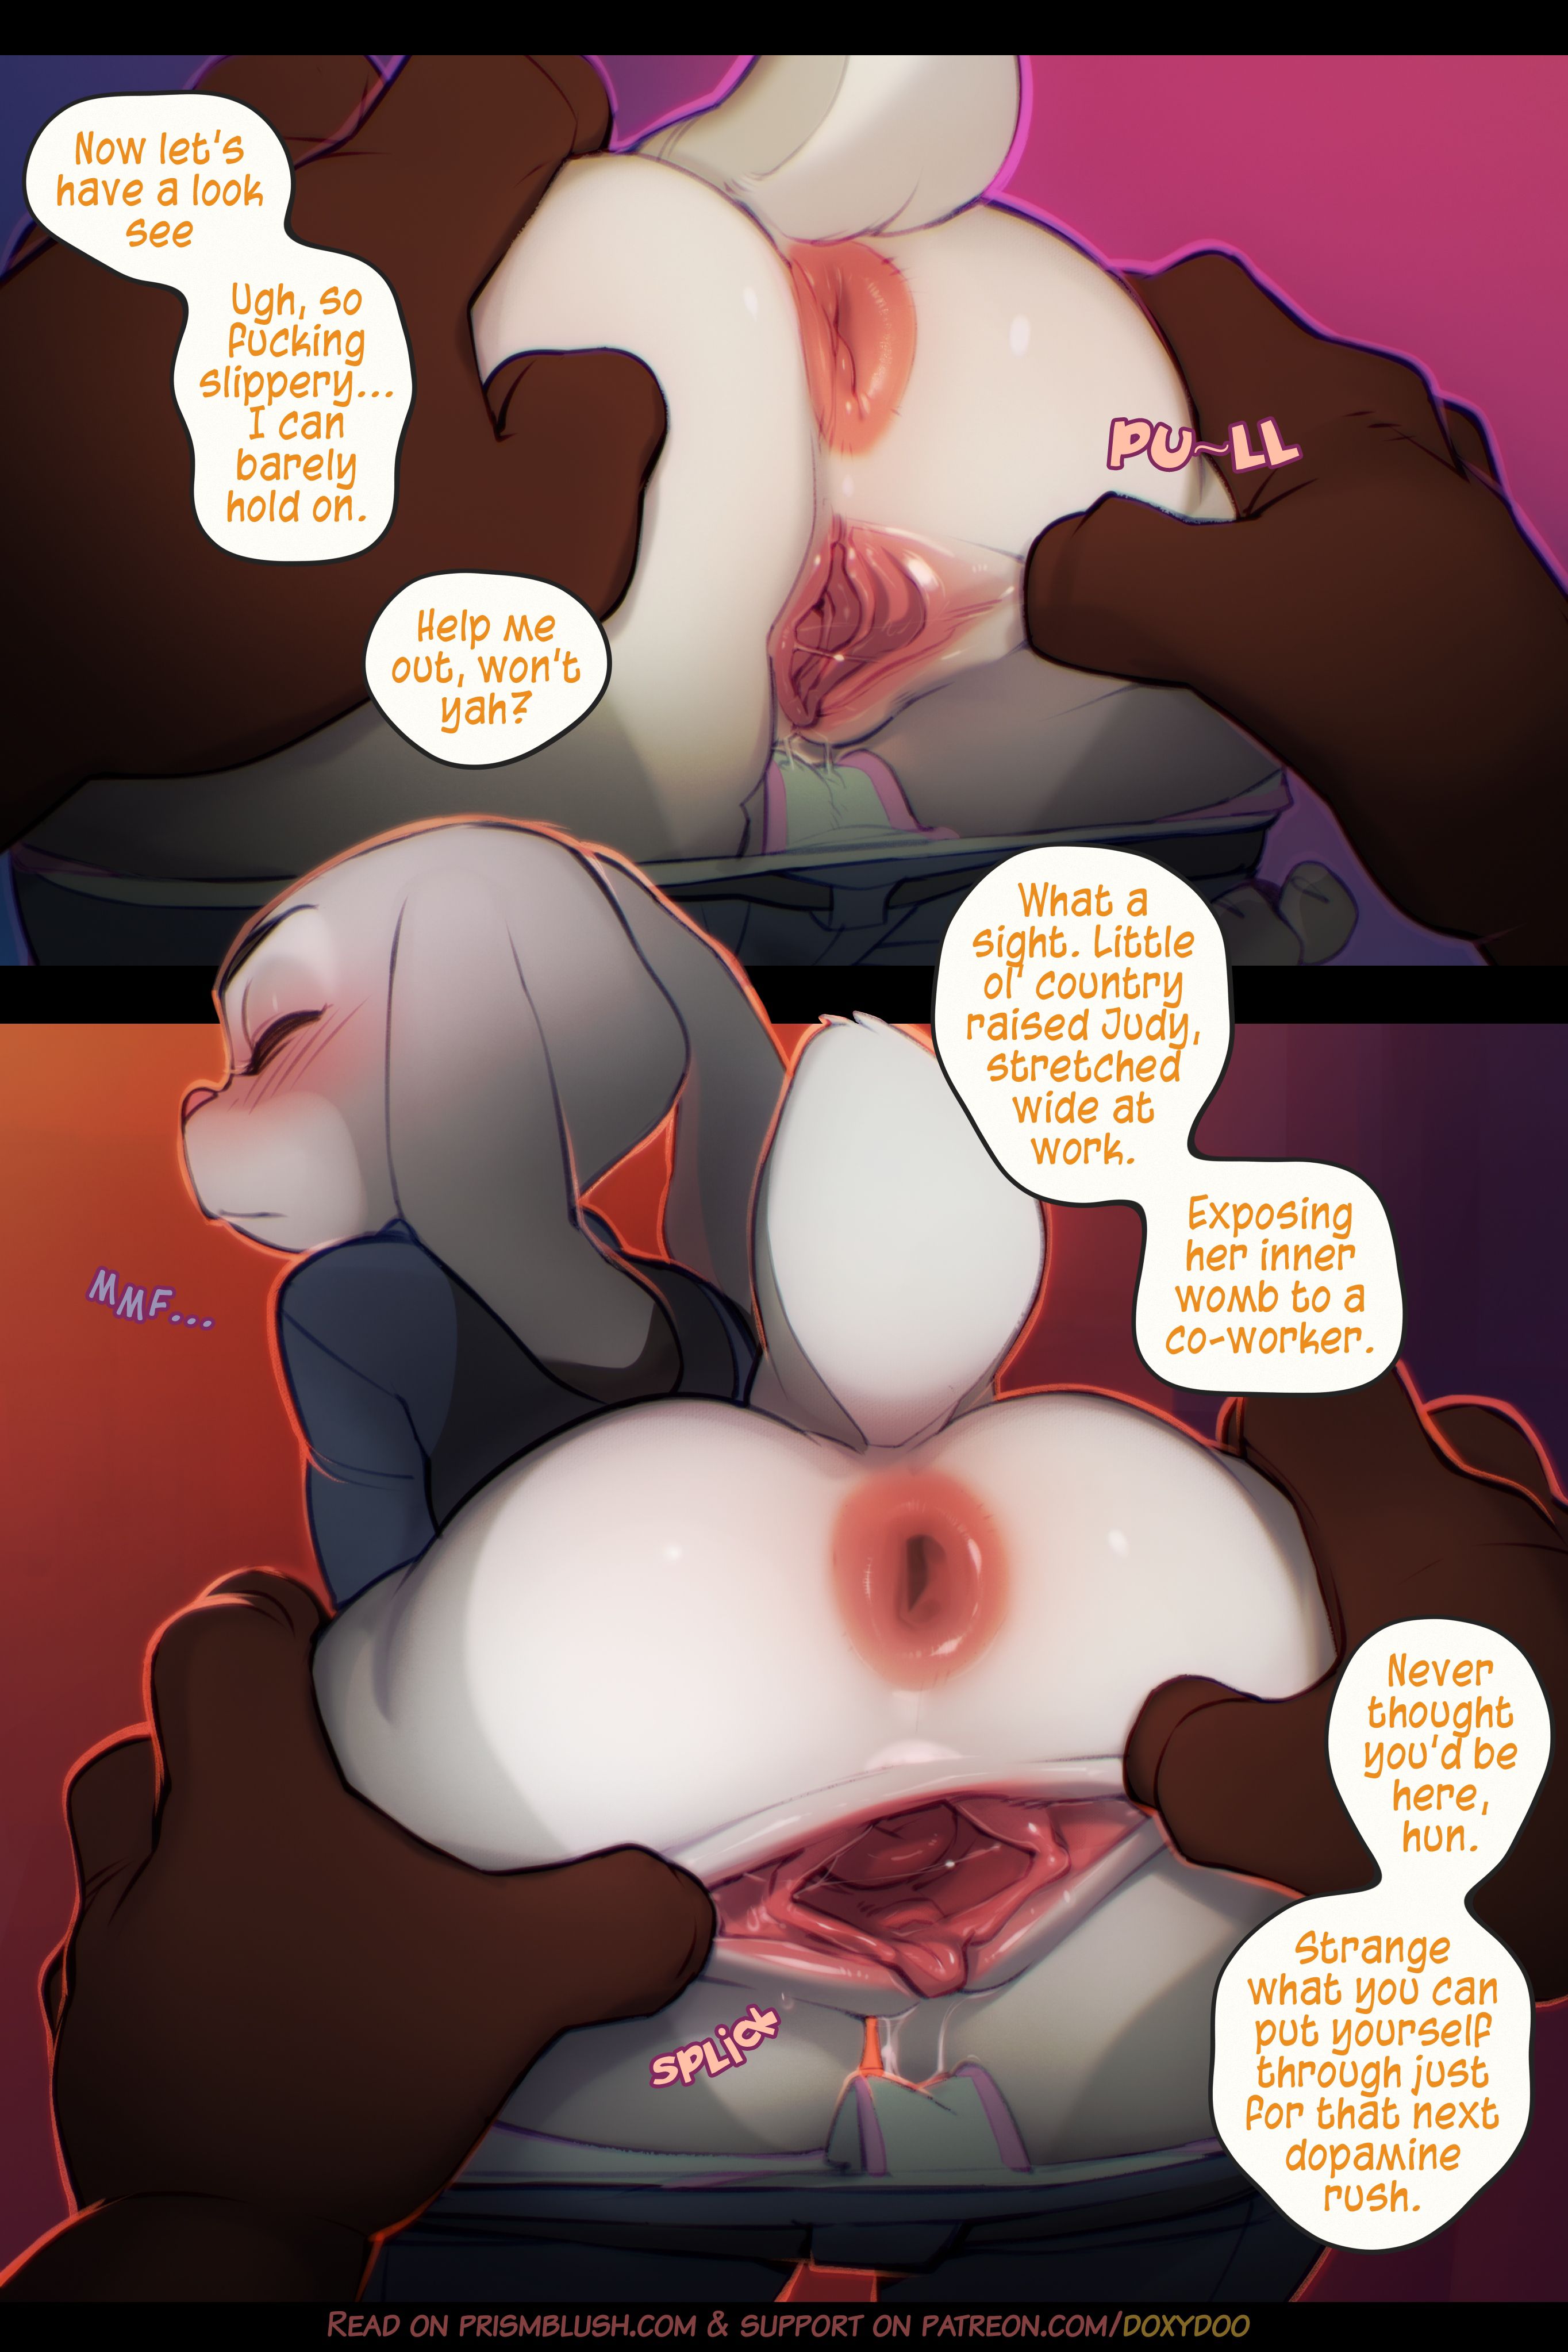 Now let's
have a look
see
Ugh, so
fucking
slippery...
I can
barely
hold on.
PU~LL
Help me
out, won't
yah?
What a
sight. Little
ol' country
raised Judy,
stretched
wide at
work.
Exposing
her inner
womb to a
co-worker.
MMF...
Never
thought
you'd be
here,
hun.
Strange
what you can
put yourself
through just
for that next
dopamine
rush.
SPLICK
READ ON PRISMBLUSH.COM & SUPPORT ON PATREON.COM/DOXYDOO